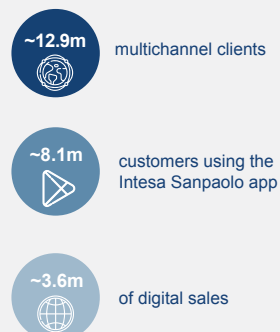 ~12.9m
multichannel clients
~8.1m
customers using the
Intesa Sanpaolo app
~3.6m
of digital sales